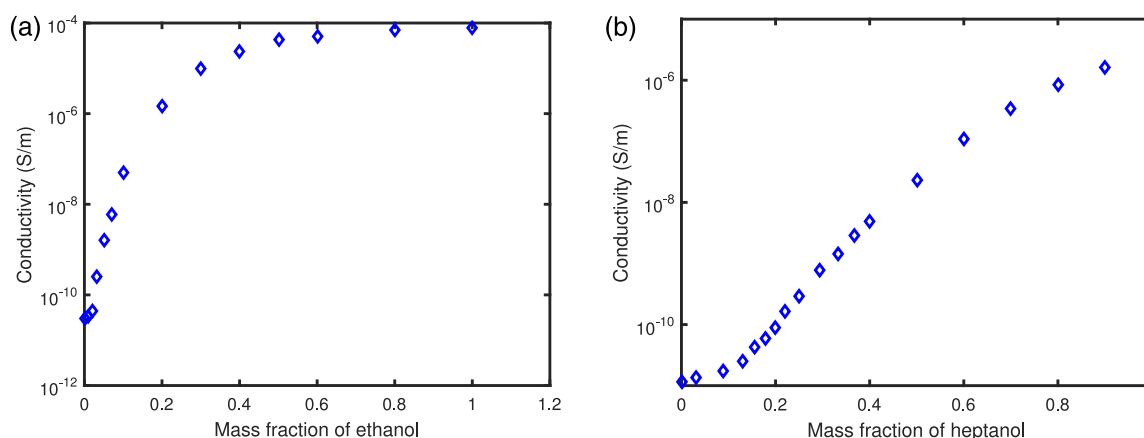 (a)
Conductivity (S/m)
10⁻⁴
10⁻⁶
10⁻⁸
10⁻¹⁰
10⁻¹²
0 0.2 0.4 0.6 0.8 1 1.2
Mass fraction of ethanol
(b)
Conductivity (S/m)
10⁻⁶
10⁻⁸
10⁻¹⁰
0 0.2 0.4 0.6 0.8
Mass fraction of heptanol